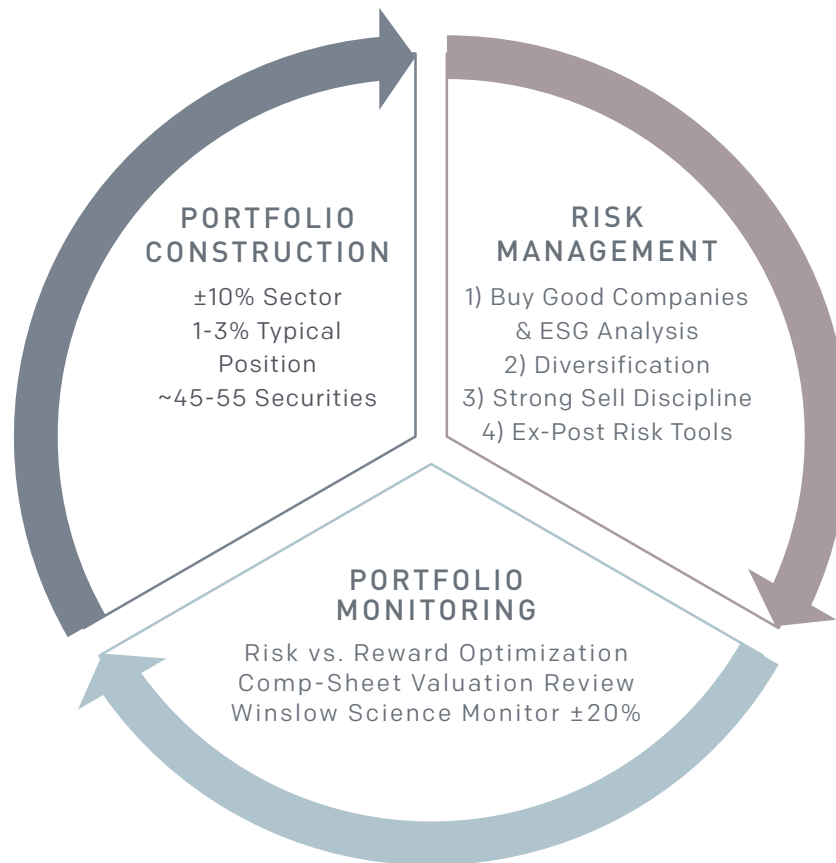 PORTFOLIO
CONSTRUCTION
±10% Sector
1-3% Typical
Position
~45-55 Securities
RISK
MANAGEMENT
1) Buy Good Companies
& ESG Analysis
2) Diversification
3) Strong Sell Discipline
4) Ex-Post Risk Tools
PORTFOLIO
MONITORING
Risk vs. Reward Optimization
Comp-Sheet Valuation Review
Winslow Science Monitor ±20%